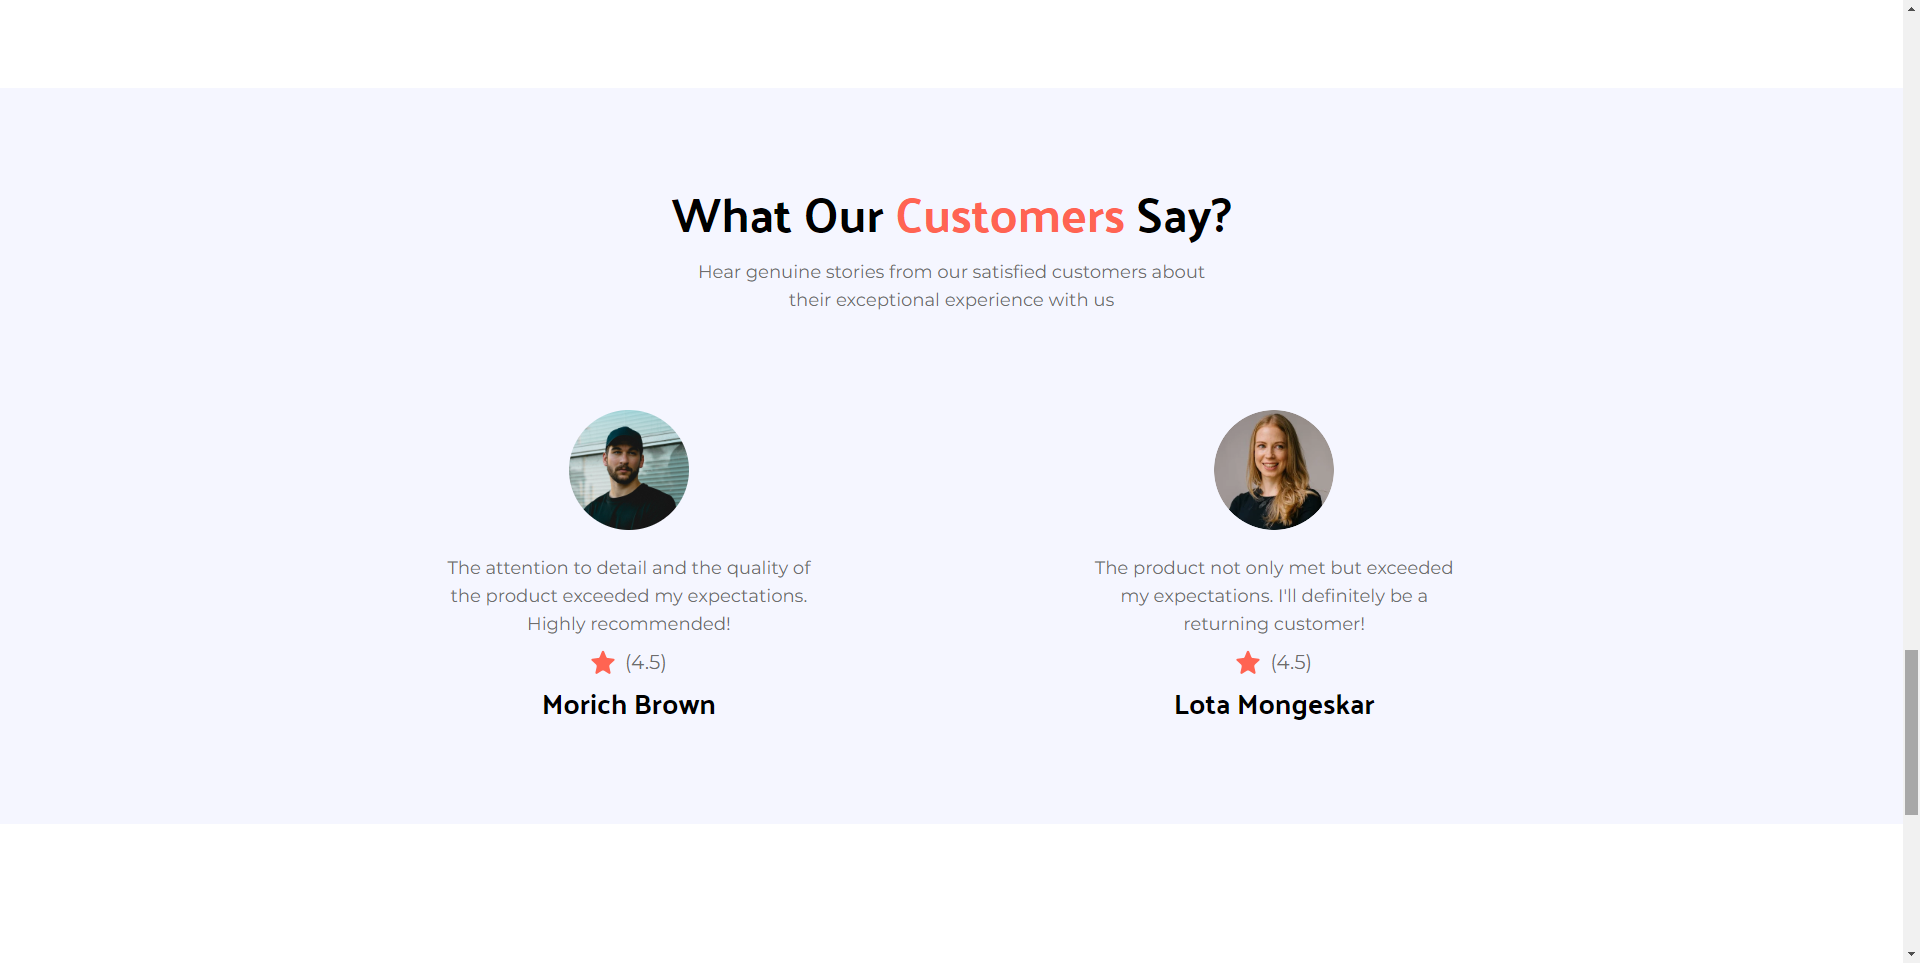 What Our Customers Say?
Hear genuine stories from our satisfied customers about
their exceptional experience with us
The attention to detail and the quality of
the product exceeded my expectations.
Highly recommended!
(4.5)
Morich Brown
The product not only met but exceeded
my expectations. I'll definitely be a
returning customer!
(4.5)
Lota Mongeskar